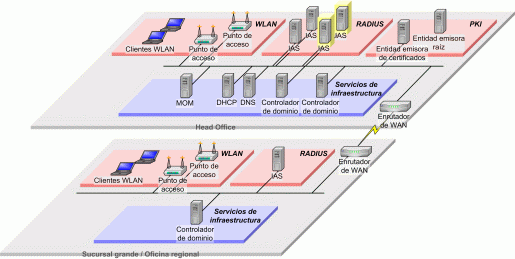 WLAN
Clientes WLAN
Punto de
acceso
Punto de
acceso
RADIUS
IAS
IAS
IAS
IAS
PKI
Entidad emisora
de certificados
Entidad emisora
raíz
Servicios de
infraestructura
MOM
DHCP
DNS
Controlador
de dominio
Controlador
de dominio
Enrutador
de WAN
Head Office
WLAN
Clientes WLAN
Punto de
acceso
Punto de
acceso
RADIUS
IAS
Enrutador
de WAN
Servicios de
infraestructura
Controlador
de dominio
Sucursal grande / Oficina regional